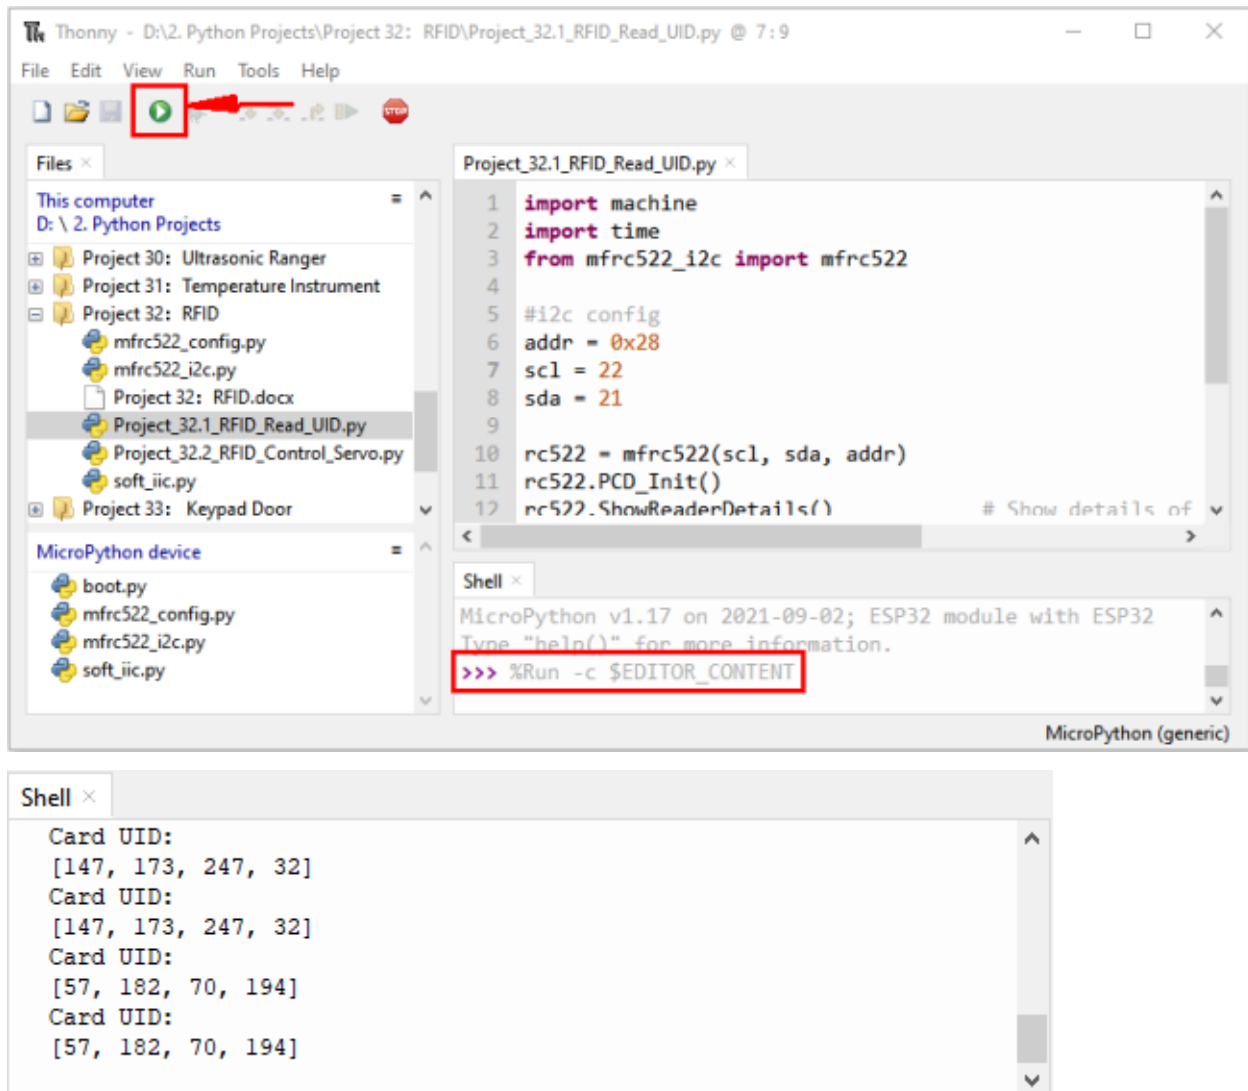 Thonny - D:\2. Python Projects\Project 32: RFID\Project_32.1_RFID_Read_UID.py @ 7:9
File Edit View Run Tools Help
STOP
Files
This computer
D: \ 2. Python Projects
Project 30: Ultrasonic Ranger
Project 31: Temperature Instrument
Project 32: RFID
mfrc522_config.py
mfrc522_i2c.py
Project 32: RFID.docx
Project_32.1_RFID_Read_UID.py
Project_32.2_RFID_Control_Servo.py
soft_iic.py
Project 33: Keypad Door
MicroPython device
boot.py
mfrc522_config.py
mfrc522_i2c.py
soft_iic.py
Project_32.1_RFID_Read_UID.py
1 import machine
2 import time
3 from mfrc522_i2c import mfrc522
4
5 #i2c config
6 addr = 0x28
7 scl = 22
8 sda = 21
9
10 rc522 = mfrc522(scl, sda, addr)
11 rc522.PCD_Init()
12 rc522.ShowReaderDetails() # Show details of
Shell
MicroPython v1.17 on 2021-09-02; ESP32 module with ESP32
Type "help()" for more information.
>>> %Run -c $EDITOR_CONTENT
MicroPython (generic)
Shell
Card UID:
[147, 173, 247, 32]
Card UID:
[147, 173, 247, 32]
Card UID:
[57, 182, 70, 194]
Card UID:
[57, 182, 70, 194]